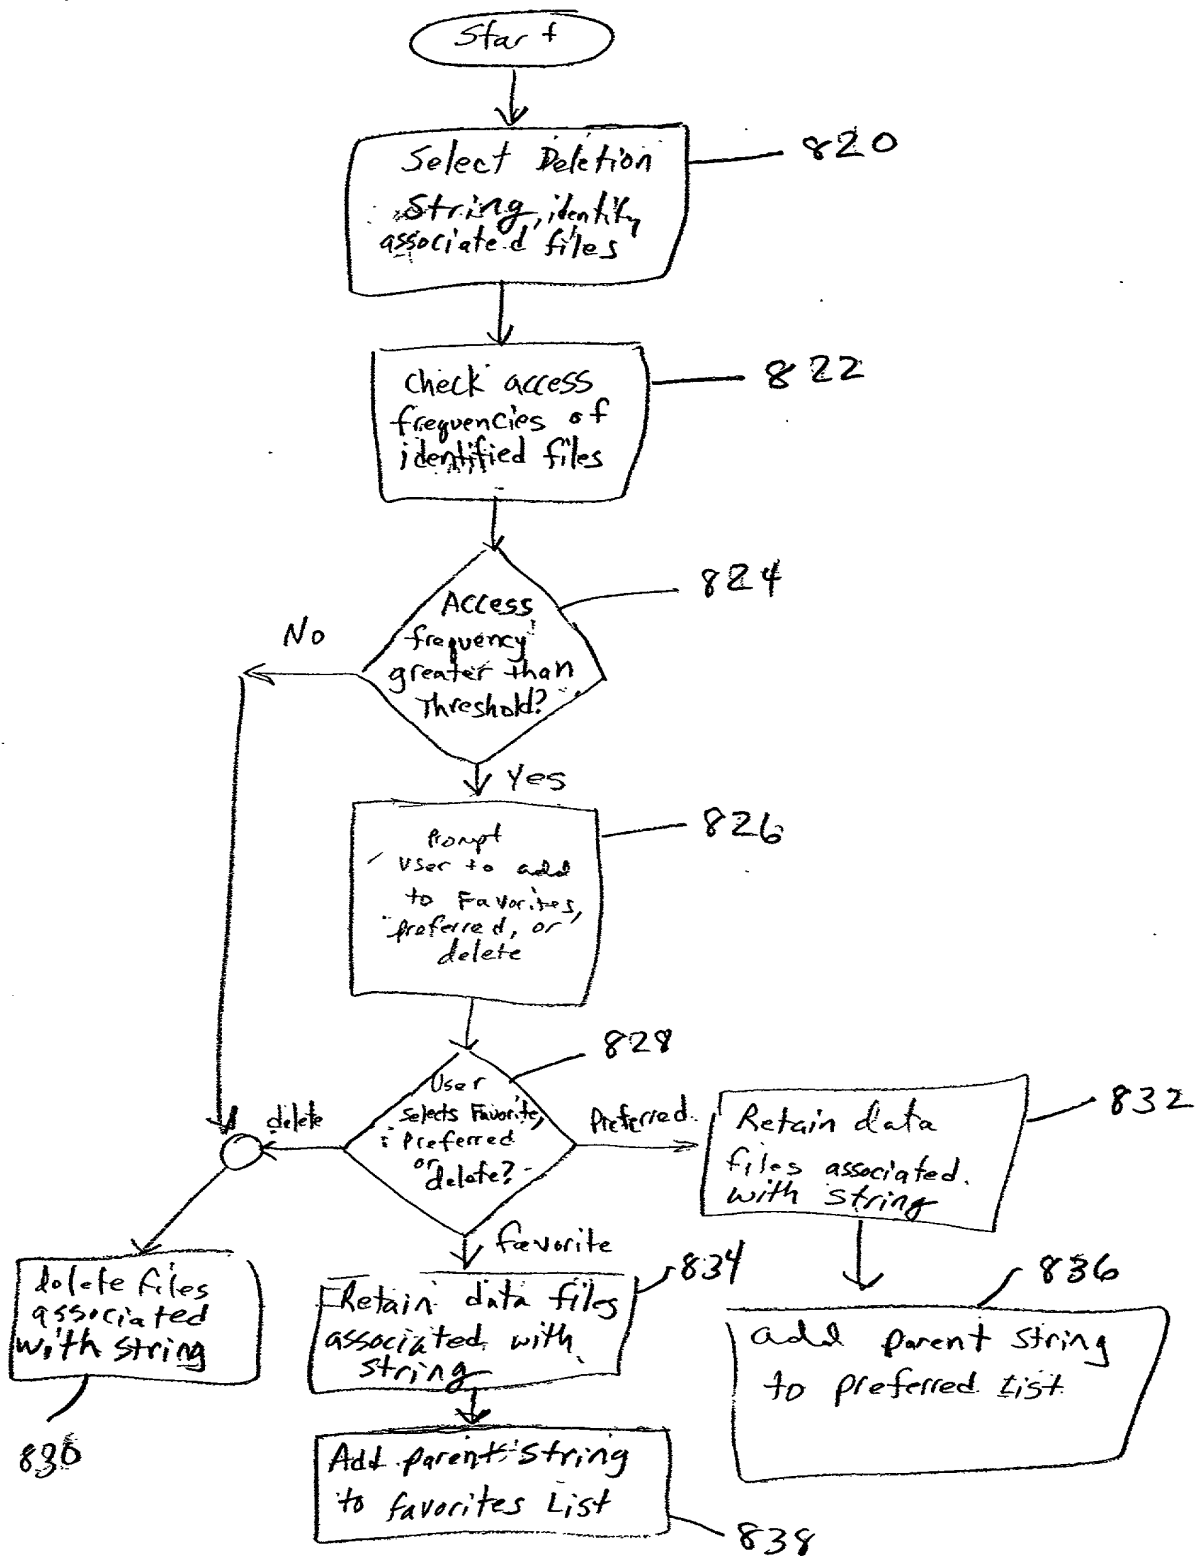 Start
Select Deletion
String, identify
associated files
820
Check access
frequencies of
identified files
822
Access
frequency
greater than
Threshold?
824
No
Yes
Prompt
User to add
to Favorites,
preferred, or
delete
826
User
Selects Favorite,
Preferred
or
delete?
828
delete
Preferred
favorite
Retain data
files associated
with string
832
add parent string
to preferred List
836
delete files
associated
with string
830
Retain data files
associated with
string
834
Add parent string
to favorites List
838